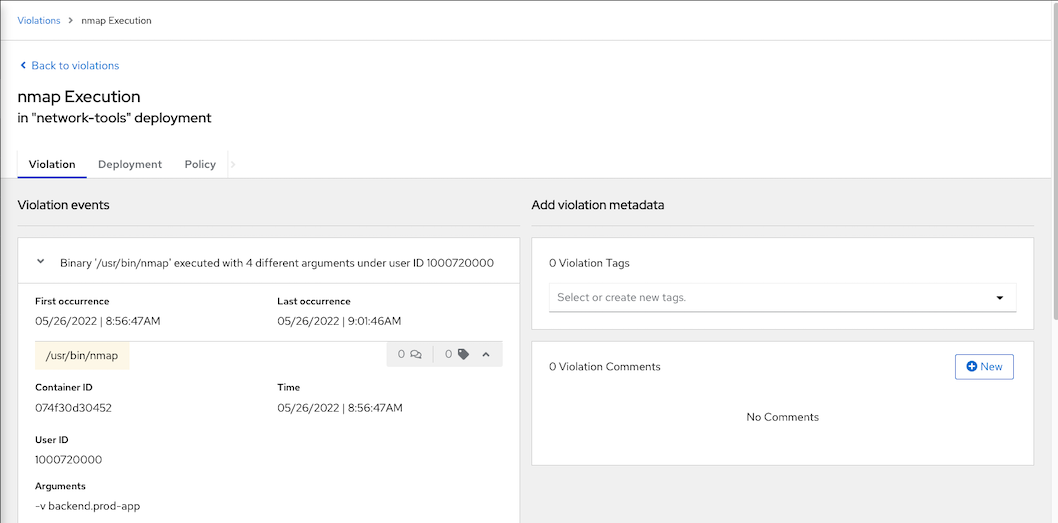 Violations > nmap Execution
Back to violations
nmap Execution
in "network-tools" deployment
Violation Deployment Policy
Violation events
Add violation metadata
Binary '/usr/bin/nmap' executed with 4 different arguments under user ID 1000720000
First occurrence Last occurrence
05/26/2022 | 8:56:47AM 05/26/2022 | 9:01:46AM
/usr/bin/nmap 0 0
Container ID Time
074f30d30452 05/26/2022 | 8:56:47AM
User ID
1000720000
Arguments
-v backend.prod-app
0 Violation Tags
Select or create new tags.
0 Violation Comments New
No Comments